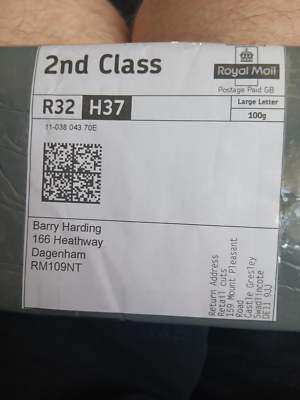 2nd Class
Royal Mail
Postage Paid GB
R32 H37
Large Letter
100g
11-038 043 70E
Barry Harding
166 Heathway
Dagenham
RM109NT
Return Address
Retail cuts
159 Mount Pleasant
Road
Castle Gresley
Swadlincote
DE11 9JJ